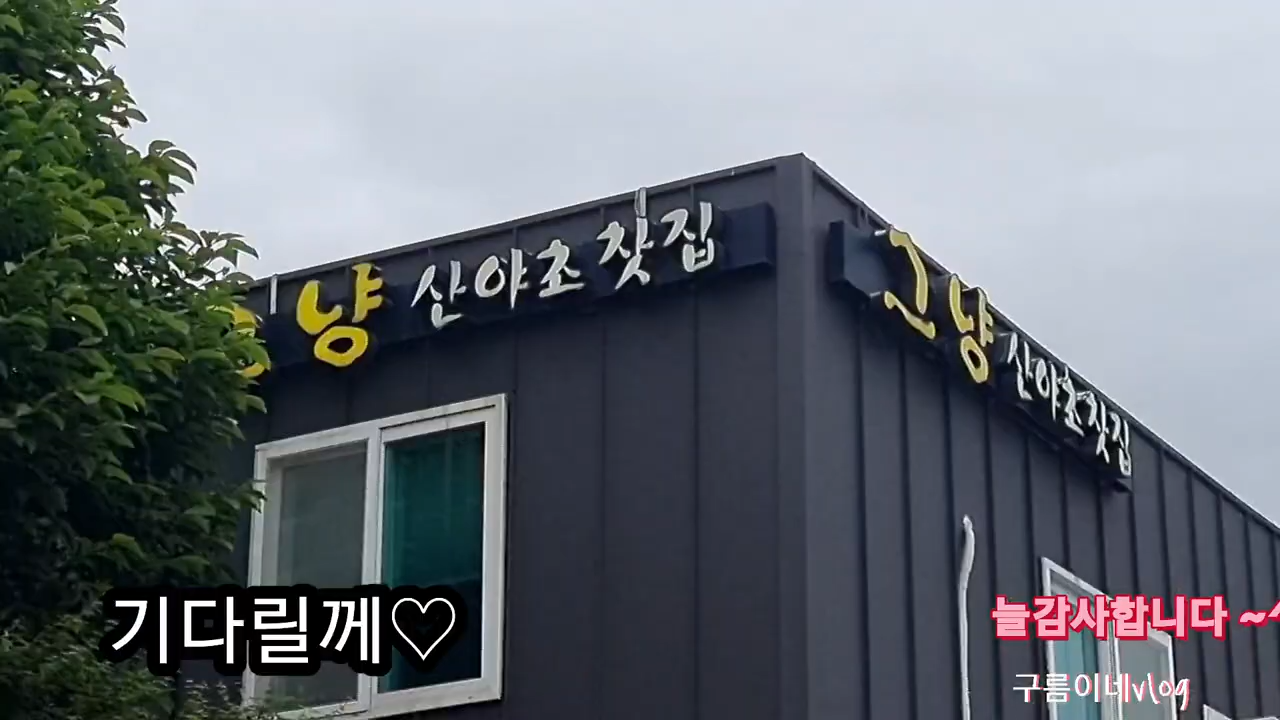 냥 산야초 찻집
그냥 산야초찻집
기다릴께♡
늘감사합니다 ~^
구름이네vlog